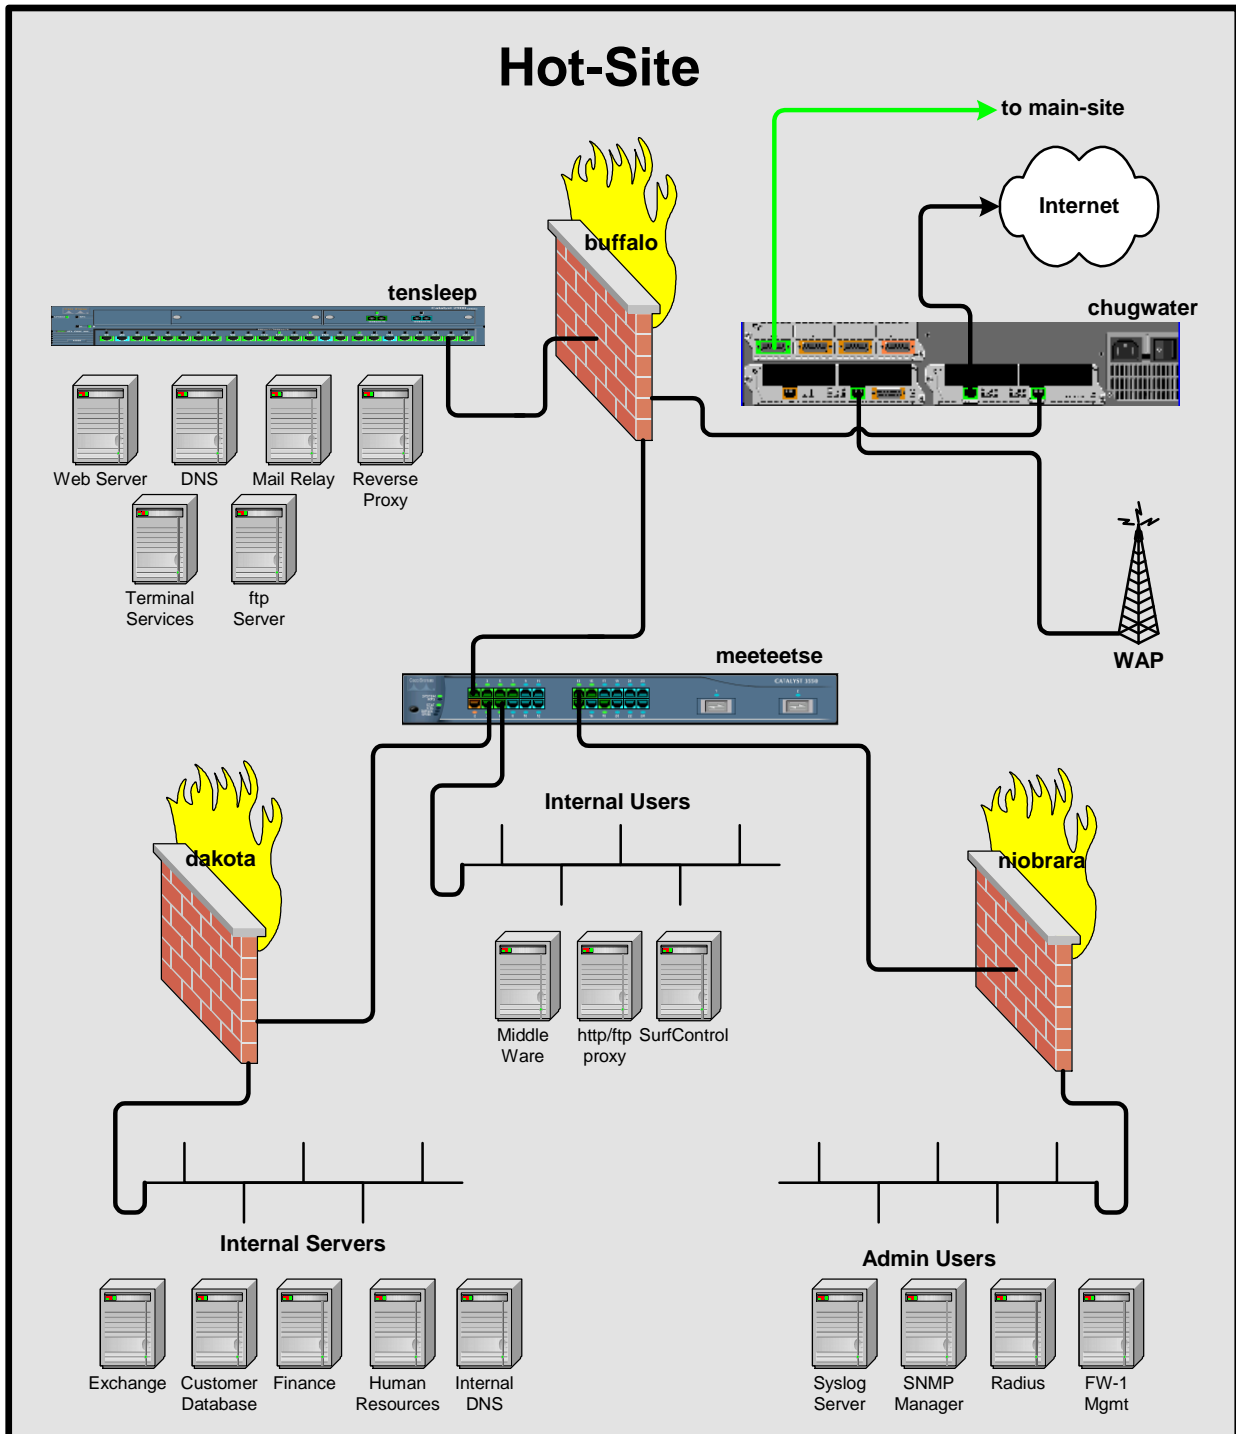 Hot-Site
to main-site
Internet
buffalo
tensleep
chugwater
Web Server
DNS
Mail Relay
Reverse
Proxy
Terminal
Services
ftp
Server
WAP
meeteetse
CATALYST 3550
Internal Users
dakota
niobrara
Middle
Ware
http/ftp
proxy
SurfControl
Internal Servers
Admin Users
Exchange
Customer
Database
Finance
Human
Resources
Internal
DNS
Syslog
Server
SNMP
Manager
Radius
FW-1
Mgmt